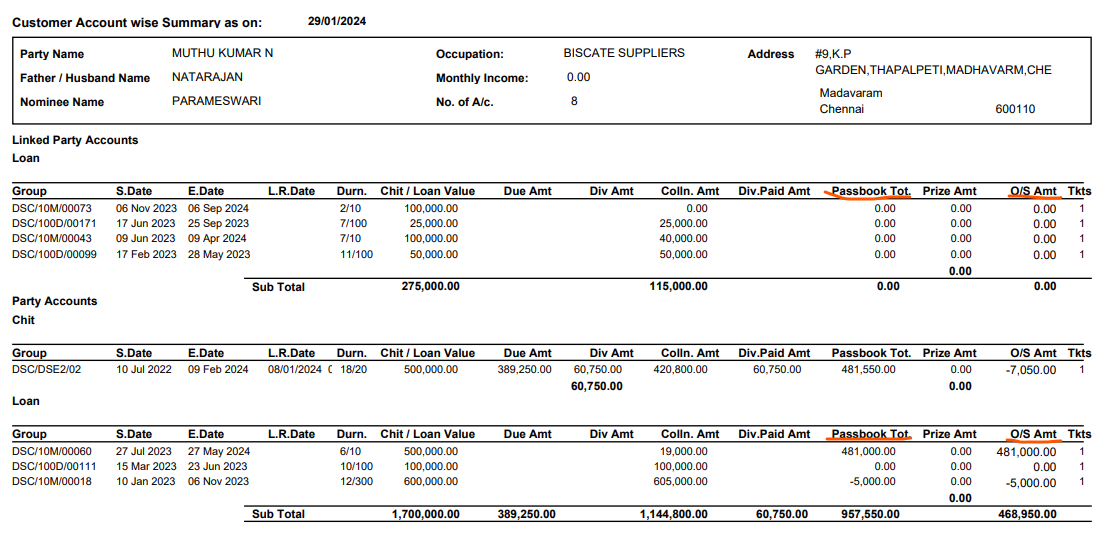 Customer Account wise Summary as on: 29/01/2024
Party Name MUTHU KUMAR N Occupation: BISCATE SUPPLIERS Address #9,K.P
GARDEN,THAPALPETI,MADHAVARM,CHE
Father / Husband Name NATARAJAN Monthly Income: 0.00
Madavaram
Nominee Name PARAMESWARI No. of A/c. 8
Chennai 600110
Linked Party Accounts
Loan
Group S.Date E.Date L.R.Date Durn. Chit / Loan Value Due Amt Div Amt Colln. Amt Div.Paid Amt Passbook Tot. Prize Amt O/S Amt Tkts
DSC/10M/00073 06 Nov 2023 06 Sep 2024 2/10 100,000.00 0.00 0.00 0.00 0.00 1
DSC/100D/00171 17 Jun 2023 25 Sep 2023 7/100 25,000.00 25,000.00 0.00 0.00 0.00 1
DSC/10M/00043 09 Jun 2023 09 Apr 2024 7/10 100,000.00 40,000.00 0.00 0.00 0.00 1
DSC/100D/00099 17 Feb 2023 28 May 2023 11/100 50,000.00 50,000.00 0.00 0.00 0.00 1
0.00
Sub Total 275,000.00 115,000.00 0.00 0.00
Party Accounts
Chit
Group S.Date E.Date L.R.Date Durn. Chit / Loan Value Due Amt Div Amt Colln. Amt Div.Paid Amt Passbook Tot. Prize Amt O/S Amt Tkts
DSC/DSE2/02 10 Jul 2022 09 Feb 2024 08/01/2024 18/20 500,000.00 389,250.00 60,750.00 420,800.00 60,750.00 481,550.00 0.00 -7,050.00 1
60,750.00 0.00
Loan
Group S.Date E.Date L.R.Date Durn. Chit / Loan Value Due Amt Div Amt Colln. Amt Div.Paid Amt Passbook Tot. Prize Amt O/S Amt Tkts
DSC/10M/00060 27 Jul 2023 27 May 2024 6/10 500,000.00 19,000.00 481,000.00 0.00 481,000.00 1
DSC/100D/00111 15 Mar 2023 23 Jun 2023 10/100 100,000.00 100,000.00 0.00 0.00 0.00 1
DSC/10M/00018 10 Jan 2023 06 Nov 2023 12/300 600,000.00 605,000.00 -5,000.00 0.00 -5,000.00 1
0.00
Sub Total 1,700,000.00 389,250.00 1,144,800.00 60,750.00 957,550.00 468,950.00